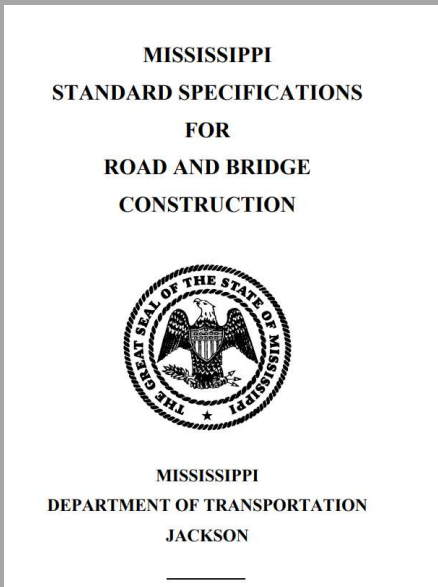 MISSISSIPPI
STANDARD SPECIFICATIONS
FOR
ROAD AND BRIDGE
CONSTRUCTION
THE GREAT SEAL OF THE STATE OF MISSISSIPPI
MISSISSIPPI
DEPARTMENT OF TRANSPORTATION
JACKSON